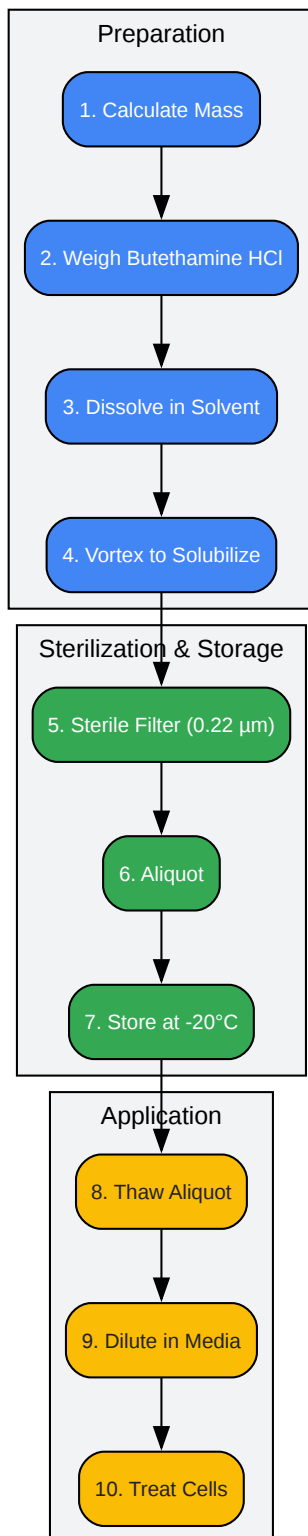 Preparation
1. Calculate Mass
2. Weigh Butethamine HCl
3. Dissolve in Solvent
4. Vortex to Solubilize
Sterilization & Storage
5. Sterile Filter (0.22 µm)
6. Aliquot
7. Store at -20°C
Application
8. Thaw Aliquot
9. Dilute in Media
10. Treat Cells